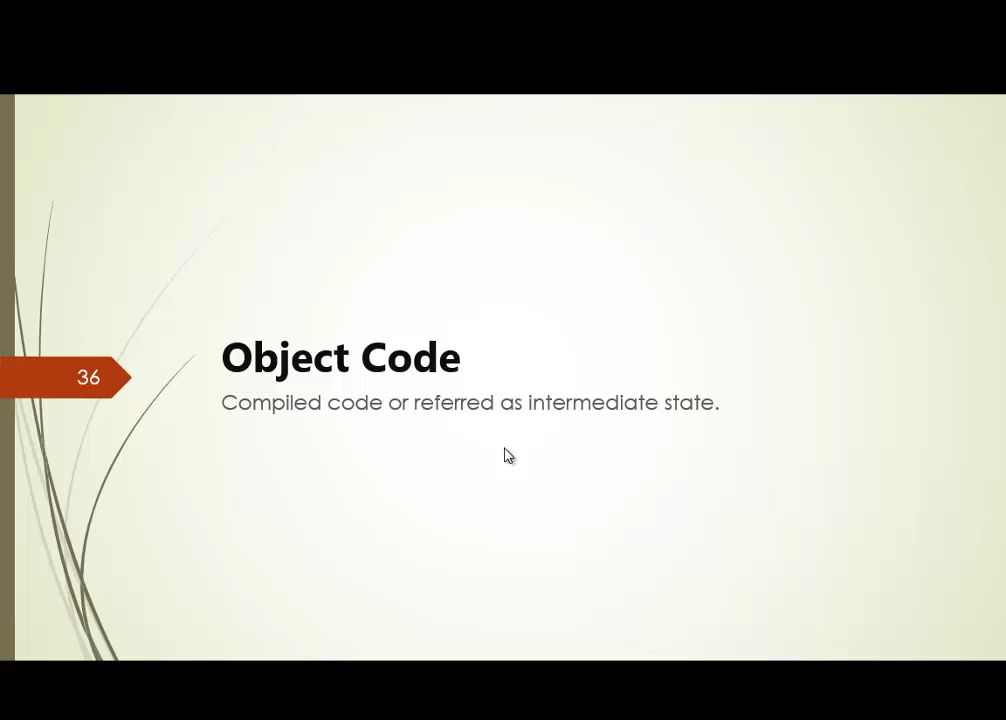 Object Code
36
Compiled code or referred as intermediate state.